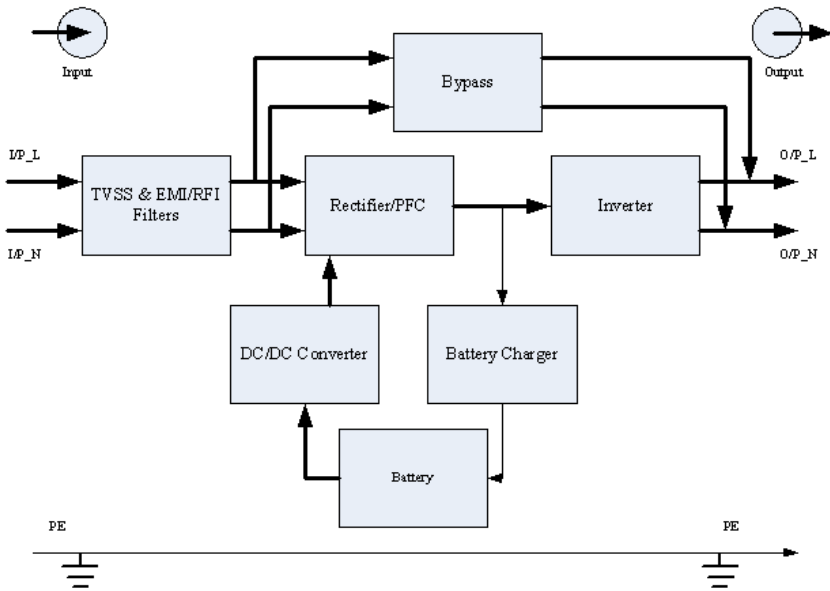 Input
Output
Bypass
I/P_L
O/P_L
TVSS & EMI/RFI
Filters
Rectifier/PFC
Inverter
I/P_N
O/P_N
DC/DC Converter
Battery Charger
Battery
PE
PE